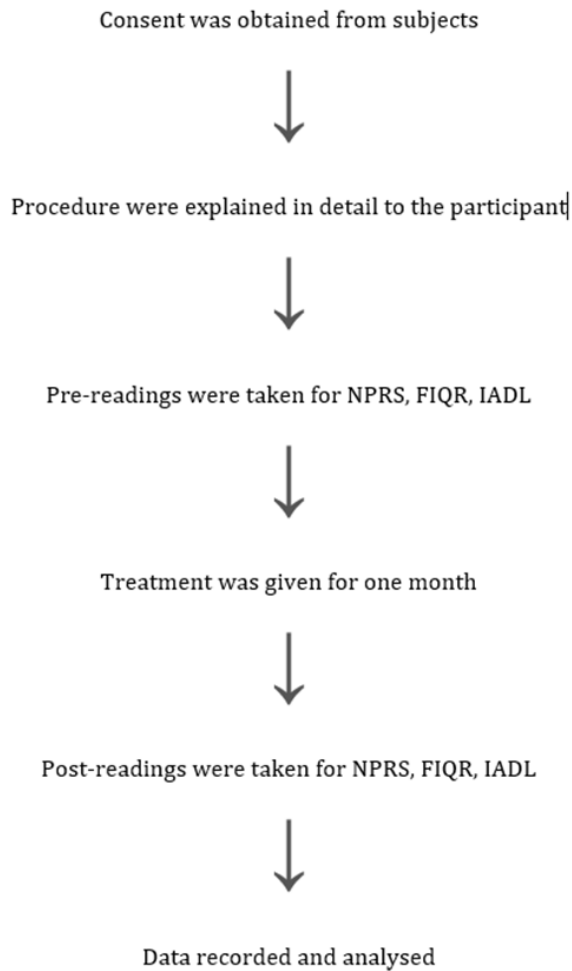 Consent was obtained from subjects
Procedure were explained in detail to the participant
Pre-readings were taken for NPRS, FIQR, IADL
Treatment was given for one month
Post-readings were taken for NPRS, FIQR, IADL
Data recorded and analysed